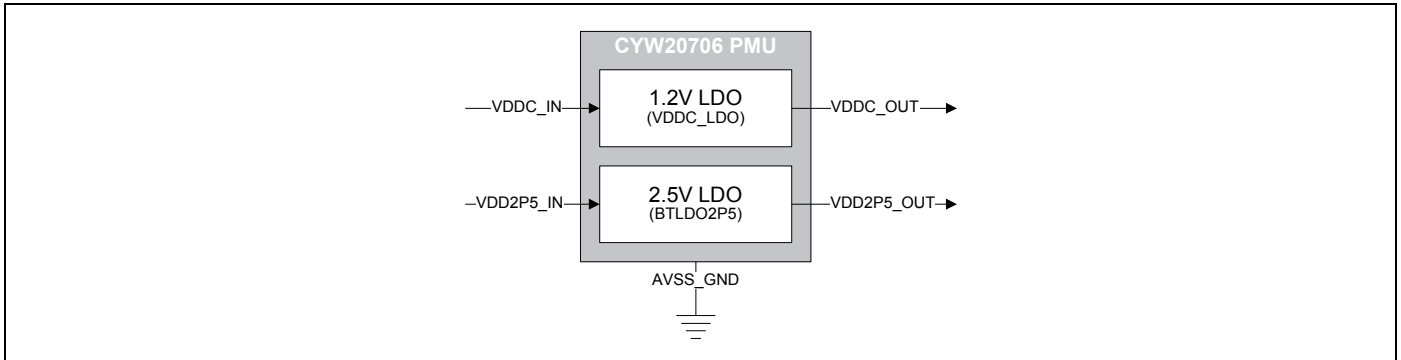 CYW20706 PMU
VDDC_IN
1.2V LDO
(VDDC_LDO)
VDDC_OUT
VDD2P5_IN
2.5V LDO
(BTLDO2P5)
VDD2P5_OUT
AVSS_GND